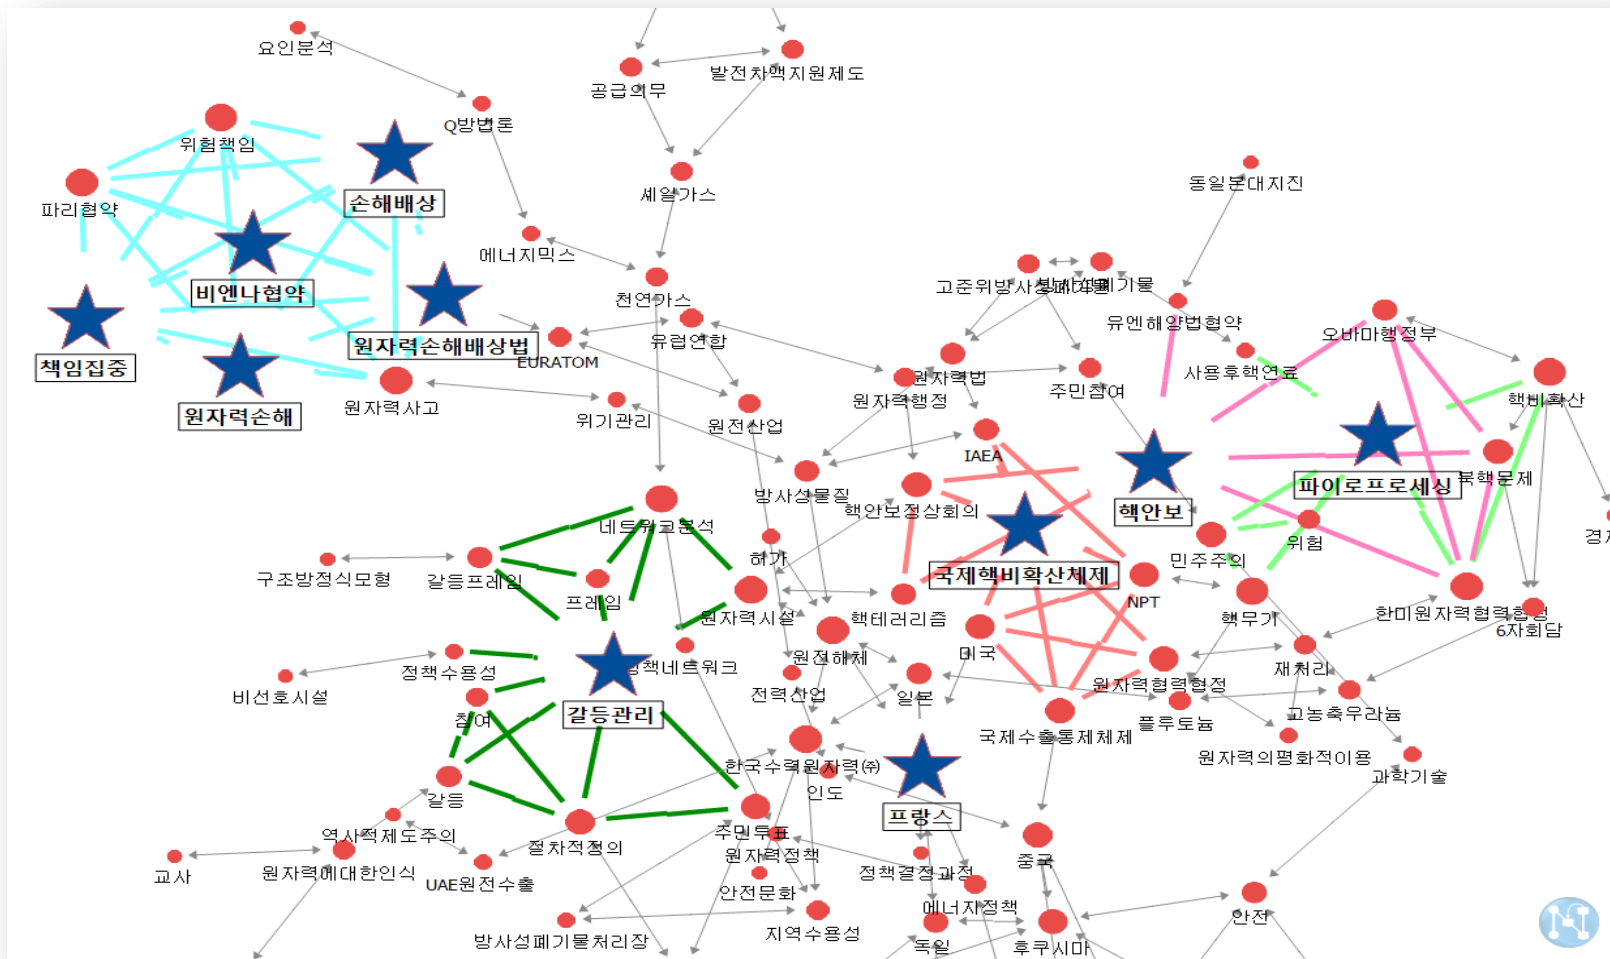 요인분석
Q방법론
공급의무
발전차액지원제도
위험책임
파리협약
손해배상
셰일가스
동일본대지진
에너지믹스
비엔나협약
천연가스
고준위방사성폐기물
방사성폐기물
유엔해양법협약
유럽연합
원자력손해배상법
EURATOM
오바마행정부
책임집중
원자력손해
원자력사고
위기관리
원전산업
원자력법
원자력행정
주민참여
사용후핵연료
핵비확산
IAEA
방사성물질
핵안보정상회의
핵안보
파이로프로세싱
북핵문제
네트워크분석
허가
민주주의
위험
구조방정식모형
갈등프레임
프레임
원자력시설
핵테러리즘
국제핵비확산체제
NPT
핵무기
한미원자력협력협정
6자회담
정책수용성
정책네트워크
원전해체
미국
원자력협력협정
재처리
비선호시설
참여
갈등관리
전력산업
일본
국제수출통제체제
플루토늄
고농축우라늄
원자력의평화적이용
과학기술
한국수력원자력㈜
인도
갈등
프랑스
역사적제도주의
절차적정의
주민투표
원자력정책
중국
교사
원자력에대한인식
UAE원전수출
안전문화
정책결정과정
에너지정책
방사성폐기물처리장
지역수용성
독일
후쿠시마
안전